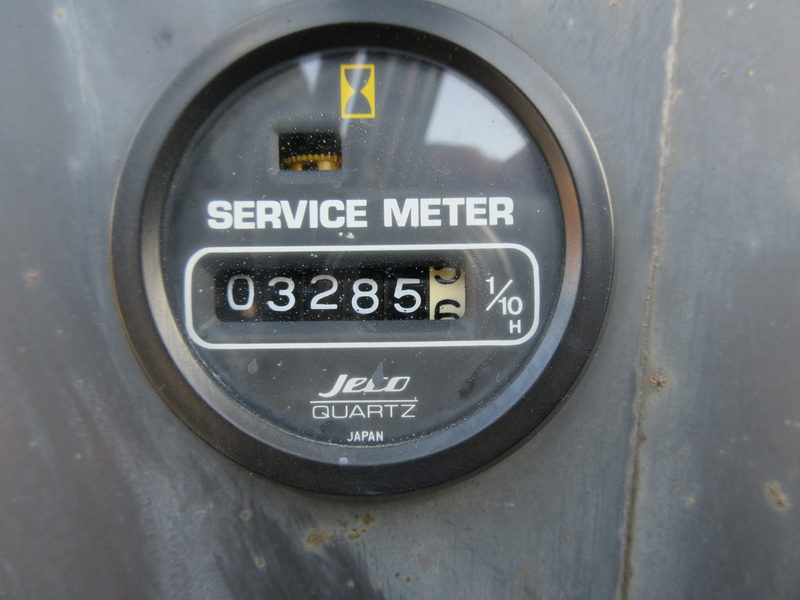 SERVICE METER
03285 1/10
H
Jeco
QUARTZ
JAPAN